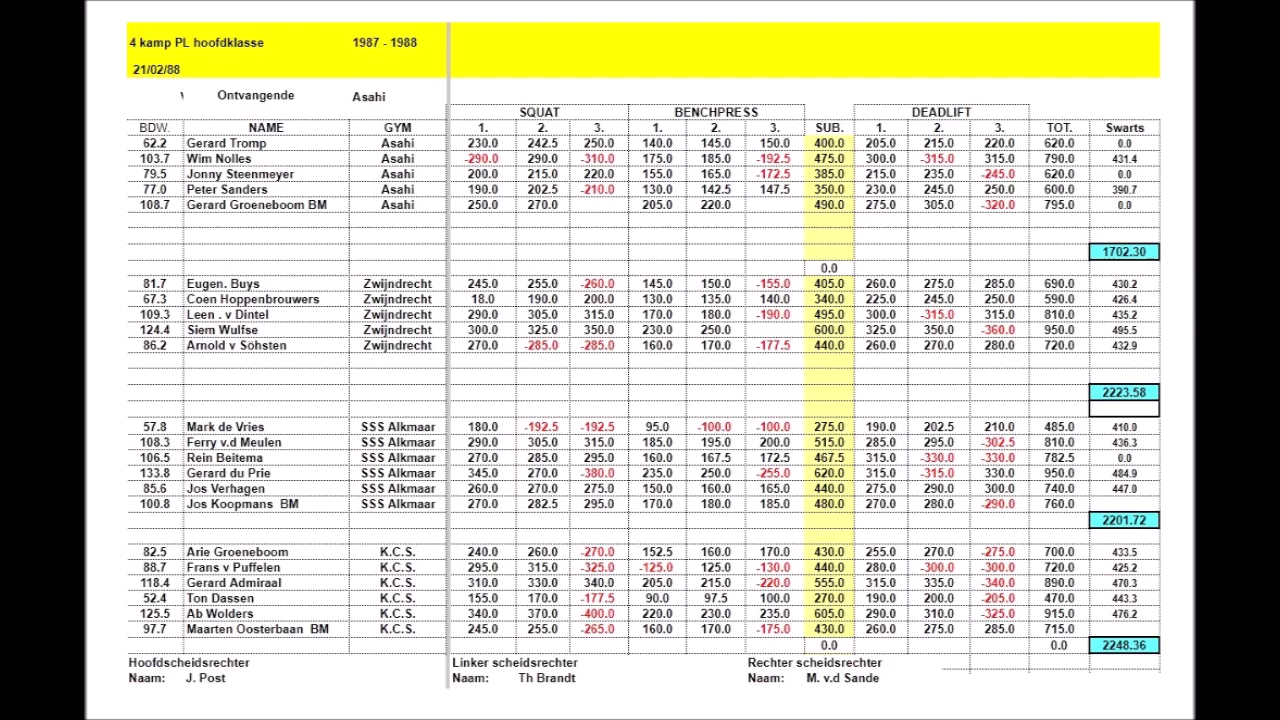 4 kamp PL hoofdklasse 1987 - 1988
21/02/88
Ontvangende Asahi
SQUAT BENCHPRESS DEADLIFT
BDW. NAME GYM 1. 2. 3. 1. 2. 3. SUB. 1. 2. 3. TOT. Swarts
62.2 Gerard Tromp Asahi 230.0 242.5 250.0 140.0 145.0 150.0 400.0 205.0 215.0 220.0 620.0 0.0
103.7 Wim Nolles Asahi -290.0 290.0 -310.0 175.0 185.0 -192.5 475.0 300.0 -315.0 315.0 790.0 431.4
79.5 Jonny Steenmeyer Asahi 200.0 215.0 220.0 155.0 165.0 -172.5 385.0 215.0 235.0 -245.0 620.0 0.0
77.0 Peter Sanders Asahi 190.0 202.5 -210.0 130.0 142.5 147.5 350.0 230.0 245.0 250.0 600.0 390.7
108.7 Gerard Groeneboom BM Asahi 250.0 270.0 205.0 220.0 490.0 275.0 305.0 -320.0 795.0 0.0
1702.30
0.0
81.7 Eugen. Buys Zwijndrecht 245.0 255.0 -260.0 145.0 150.0 -155.0 405.0 260.0 275.0 285.0 690.0 430.2
67.3 Coen Hoppenbrouwers Zwijndrecht 18.0 190.0 200.0 130.0 135.0 140.0 340.0 225.0 245.0 250.0 590.0 426.4
109.3 Leen . v Dintel Zwijndrecht 290.0 305.0 315.0 170.0 180.0 -190.0 495.0 300.0 -315.0 315.0 810.0 435.2
124.4 Siem Wulfse Zwijndrecht 300.0 325.0 350.0 230.0 250.0 600.0 325.0 350.0 -360.0 950.0 495.5
86.2 Arnold v Sohsten Zwijndrecht 270.0 -285.0 -285.0 160.0 170.0 -177.5 440.0 260.0 270.0 280.0 720.0 432.9
2223.58
57.8 Mark de Vries SSS Alkmaar 180.0 -192.5 -192.5 95.0 -100.0 -100.0 275.0 190.0 202.5 210.0 485.0 410.0
108.3 Ferry v.d Meulen SSS Alkmaar 290.0 305.0 315.0 185.0 195.0 200.0 515.0 285.0 295.0 -302.5 810.0 436.3
106.5 Rein Beitema SSS Alkmaar 270.0 285.0 295.0 160.0 167.5 172.5 467.5 315.0 -330.0 -330.0 782.5 0.0
133.8 Gerard du Prie SSS Alkmaar 345.0 270.0 -380.0 235.0 250.0 -255.0 620.0 315.0 -315.0 330.0 950.0 484.9
85.6 Jos Verhagen SSS Alkmaar 260.0 270.0 275.0 150.0 160.0 165.0 440.0 275.0 290.0 300.0 740.0 447.0
100.8 Jos Koopmans BM SSS Alkmaar 270.0 282.5 295.0 170.0 180.0 185.0 480.0 270.0 280.0 -290.0 760.0
2201.72
82.5 Arie Groeneboom K.C.S. 240.0 260.0 -270.0 152.5 160.0 170.0 430.0 255.0 270.0 -275.0 700.0 433.5
88.7 Frans v Puffelen K.C.S. 295.0 315.0 -325.0 -125.0 125.0 -130.0 440.0 280.0 -300.0 -300.0 720.0 425.2
118.4 Gerard Admiraal K.C.S. 310.0 330.0 340.0 205.0 215.0 -220.0 555.0 315.0 335.0 -340.0 890.0 470.3
52.4 Ton Dassen K.C.S. 155.0 170.0 -177.5 90.0 97.5 100.0 270.0 190.0 200.0 -205.0 470.0 443.3
125.5 Ab Wolders K.C.S. 340.0 370.0 -400.0 220.0 230.0 235.0 605.0 290.0 310.0 -325.0 915.0 476.2
97.7 Maarten Oosterbaan BM K.C.S. 245.0 255.0 -265.0 160.0 170.0 -175.0 430.0 260.0 275.0 285.0 715.0
0.0 0.0 2248.36
Hoofdscheidsrechter Linker scheidsrechter Rechter scheidsrechter
Naam: J. Post Naam: Th Brandt Naam: M. v.d Sande